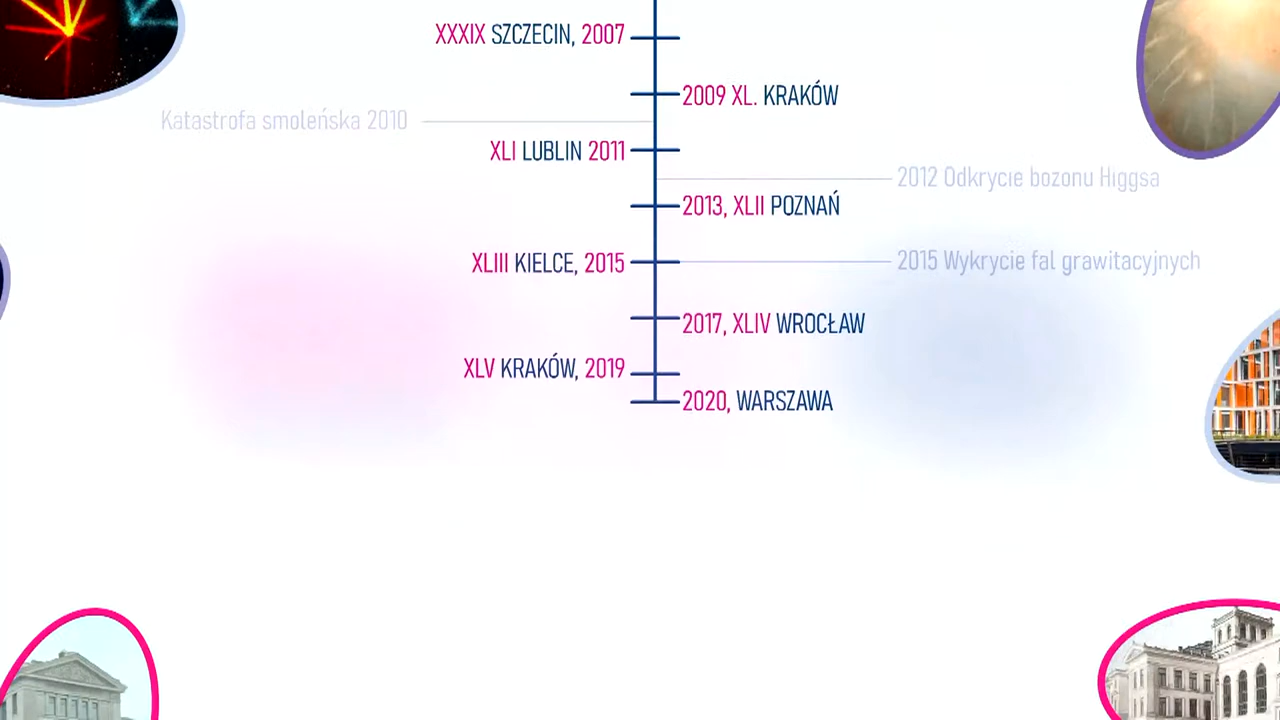 XXXIX SZCZECIN, 2007
2009 XL. KRAKÓW
Katastrofa smoleńska 2010
XLI LUBLIN 2011
2012 Odkrycie bozonu Higgsa
2013, XLII POZNAŃ
XLIII KIELCE, 2015
2015 Wykrycie fal grawitacyjnych
2017, XLIV WROCŁAW
XLV KRAKÓW, 2019
2020, WARSZAWA